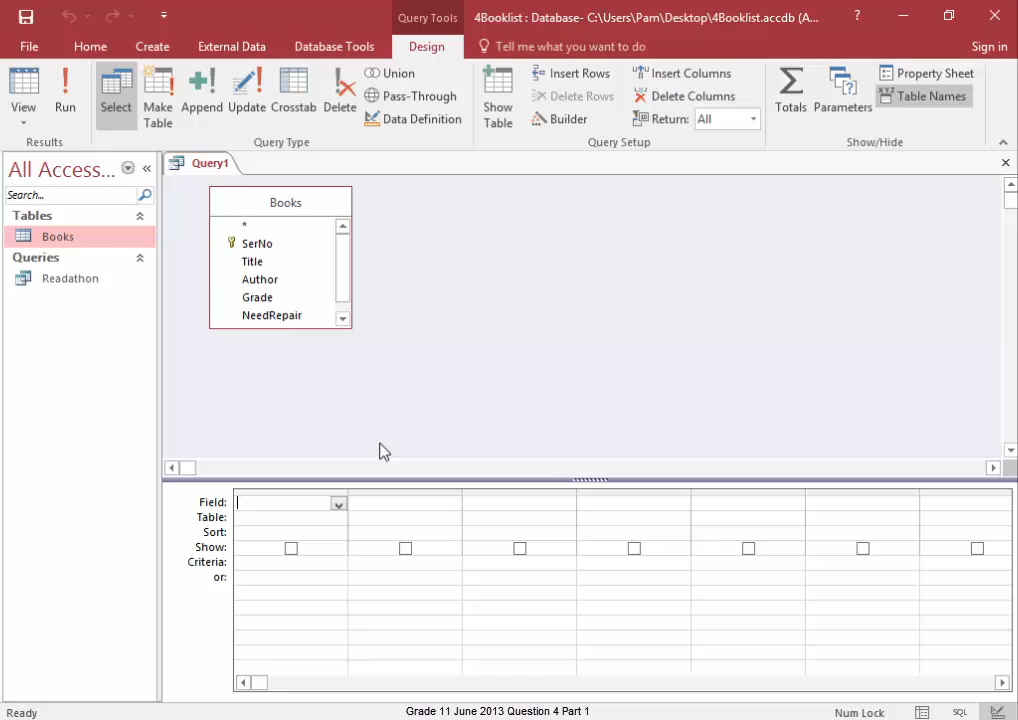 Query Tools
4Booklist : Database- C:\Users\Pam\Desktop\4Booklist.accdb (A...
?
File
Home
Create
External Data
Database Tools
Design
Tell me what you want to do
Sign in
View
Run
Select
Make Table
Append
Update
Crosstab
Delete
Union
Pass-Through
Data Definition
Show Table
Insert Rows
Delete Rows
Builder
Insert Columns
Delete Columns
Return: All
Totals
Parameters
Property Sheet
XYZ Table Names
Results
Query Type
Query Setup
Show/Hide
All Access...
Search...
Tables
Books
Queries
Readathon
Query1
Books
*
SerNo
Title
Author
Grade
NeedRepair
Field:
Table:
Sort:
Show:
Criteria:
or:
Ready
Grade 11 June 2013 Question 4 Part 1
Num Lock
SQL